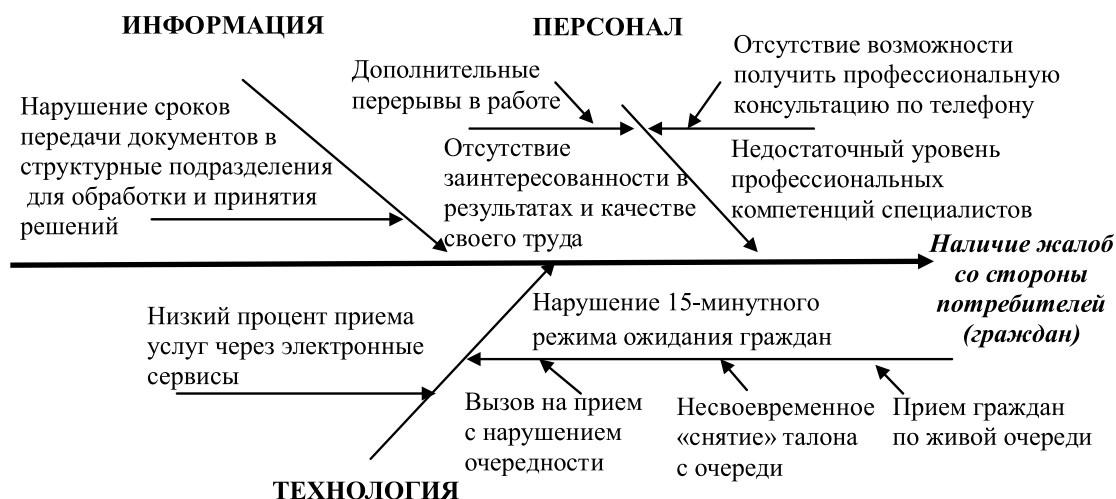 ИНФОРМАЦИЯ
ПЕРСОНАЛ
Нарушение сроков
передачи документов в
структурные подразделения
для обработки и принятия
решений
Дополнительные
перерывы в работе
Отсутствие возможности
получить профессиональную
консультацию по телефону
Отсутствие
заинтересованности в
результатах и качестве
своего труда
Недостаточный уровень
профессиональных
компетенций специалистов
Наличие жалоб
со стороны
потребителей
(граждан)
Низкий процент приема
услуг через электронные
сервисы
Нарушение 15-минутного
режима ожидания граждан
Вызов на прием
с нарушением
очередности
Несвоевременное
«снятие» талона
с очереди
Прием граждан
по живой очереди
ТЕХНОЛОГИЯ